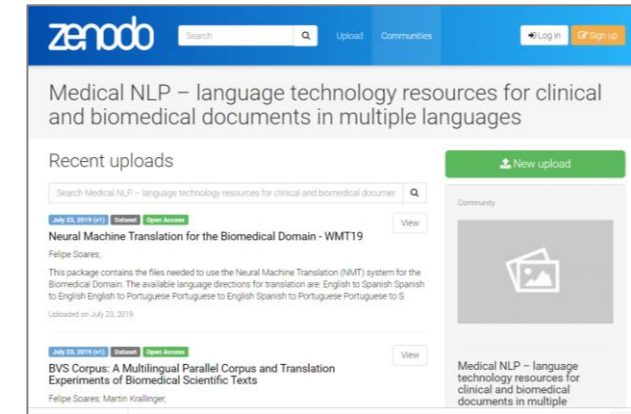 zenodo
Search
Upload
Communities
Log in
Sign up
Medical NLP – language technology resources for clinical
and biomedical documents in multiple languages
Recent uploads
New upload
Search Medical NLP – language technology resources for clinical and biomedical documer
Community
July 23, 2019 (v1) Dataset Open Access
View
Neural Machine Translation for the Biomedical Domain - WMT19
Felipe Soares;
This package contains the files needed to use the Neural Machine Translation (NMT) system for the
Biomedical Domain. The available language directions for translation are: English to Spanish Spanish
to English English to Portuguese Portuguese to English Spanish to Portuguese Portuguese to S
Uploaded on July 23, 2019
July 23, 2019 (v1) Dataset Open Access
View
BVS Corpus: A Multilingual Parallel Corpus and Translation
Experiments of Biomedical Scientific Texts
Felipe Soares; Martin Krallinger;
Medical NLP – language
technology resources for
clinical and biomedical
documents in multiple